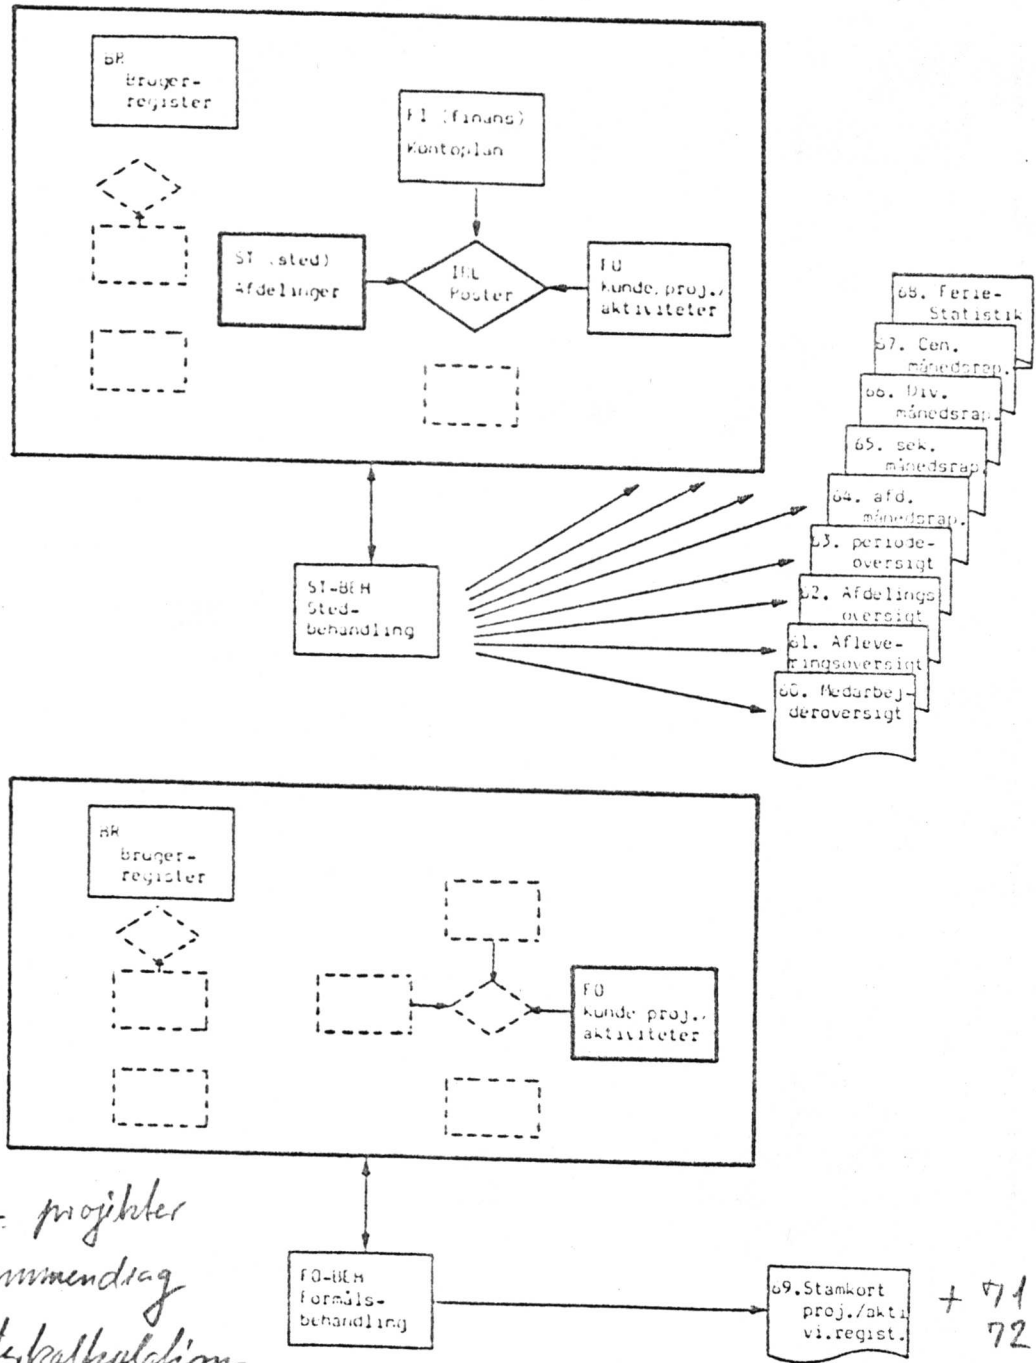 BR
Bruger-
register
FI (finans)
Kontoplan
ST (sted)
Afdelinger
Poster
FO
kunde.proj./
aktiviteter
68. Ferie-
Statistik
67. Cen.
månedsrep.
66. Div.
månedsrap.
65. sek.
månedsrap.
64. afd.
månedsrap.
63. periode-
oversigt
62. Afdelings
oversigt
61. Afleve-
ringsoversigt
60. Medarbej-
deroversigt
ST-BEH
Sted-
behandling
BR
bruger-
register
FO
kunde proj./
aktiviteter
projekter
FO-BEH
Formåls-
behandling
69.Stamkort
proj./akti
vi.regist.
+ 71
72